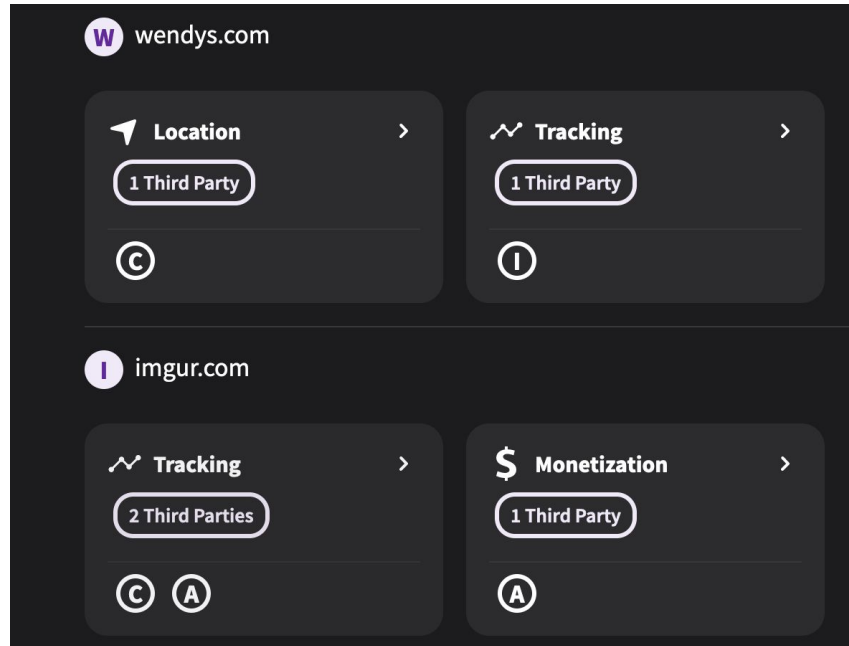 W wendys.com
Location
1 Third Party
C
Tracking
1 Third Party
I
I imgur.com
Tracking
2 Third Parties
C A
$ Monetization
1 Third Party
A